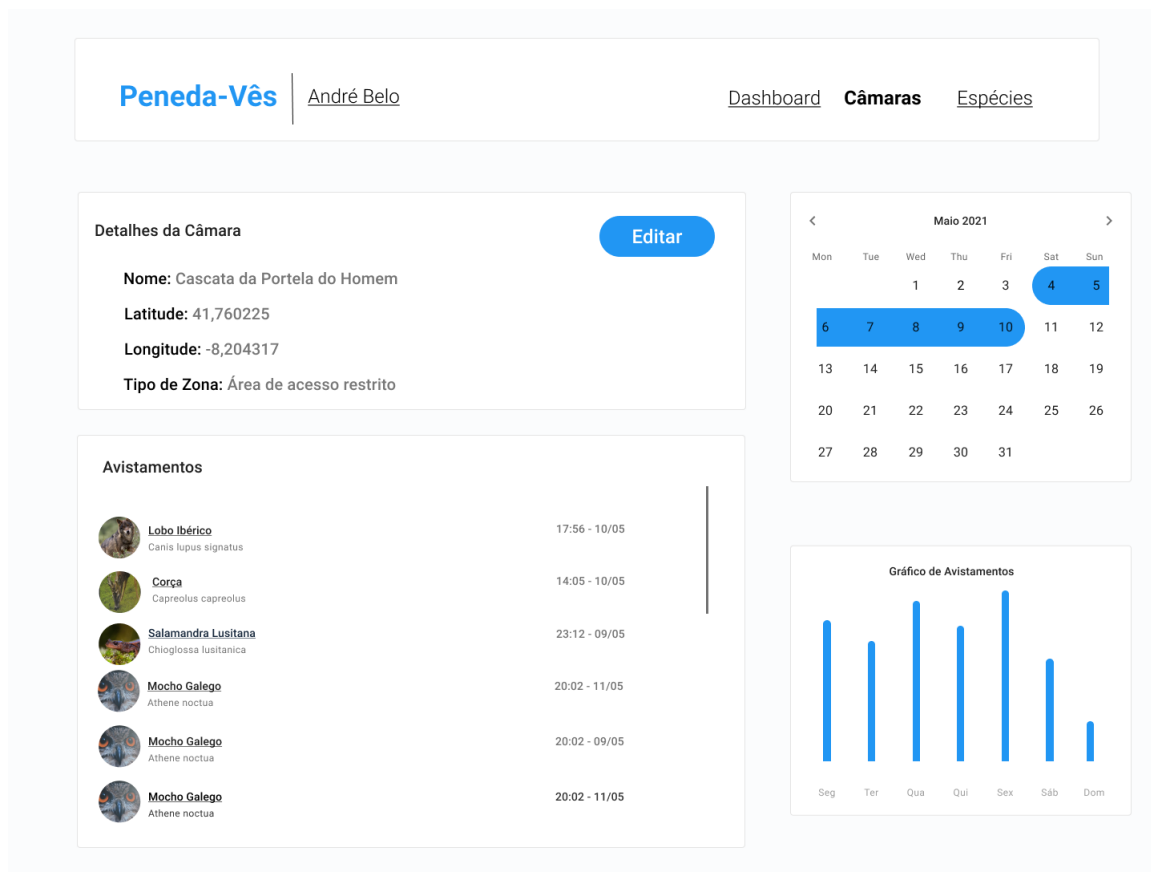 Peneda-Vês André Belo Dashboard Câmaras Espécies
Detalhes da Câmara Editar
Nome: Cascata da Portela do Homem
Latitude: 41,760225
Longitude: -8,204317
Tipo de Zona: Área de acesso restrito
Maio 2021
Mon Tue Wed Thu Fri Sat Sun
1 2 3 4 5
6 7 8 9 10 11 12
13 14 15 16 17 18 19
20 21 22 23 24 25 26
27 28 29 30 31
Avistamentos
Lobo Ibérico 17:56 - 10/05
Canis lupus signatus
Corça 14:05 - 10/05
Capreolus capreolus
Salamandra Lusitana 23:12 - 09/05
Chioglossa lusitanica
Mocho Galego 20:02 - 11/05
Athene noctua
Mocho Galego 20:02 - 09/05
Athene noctua
Mocho Galego 20:02 - 11/05
Athene noctua
Gráfico de Avistamentos
Seg Ter Qua Qui Sex Sáb Dom